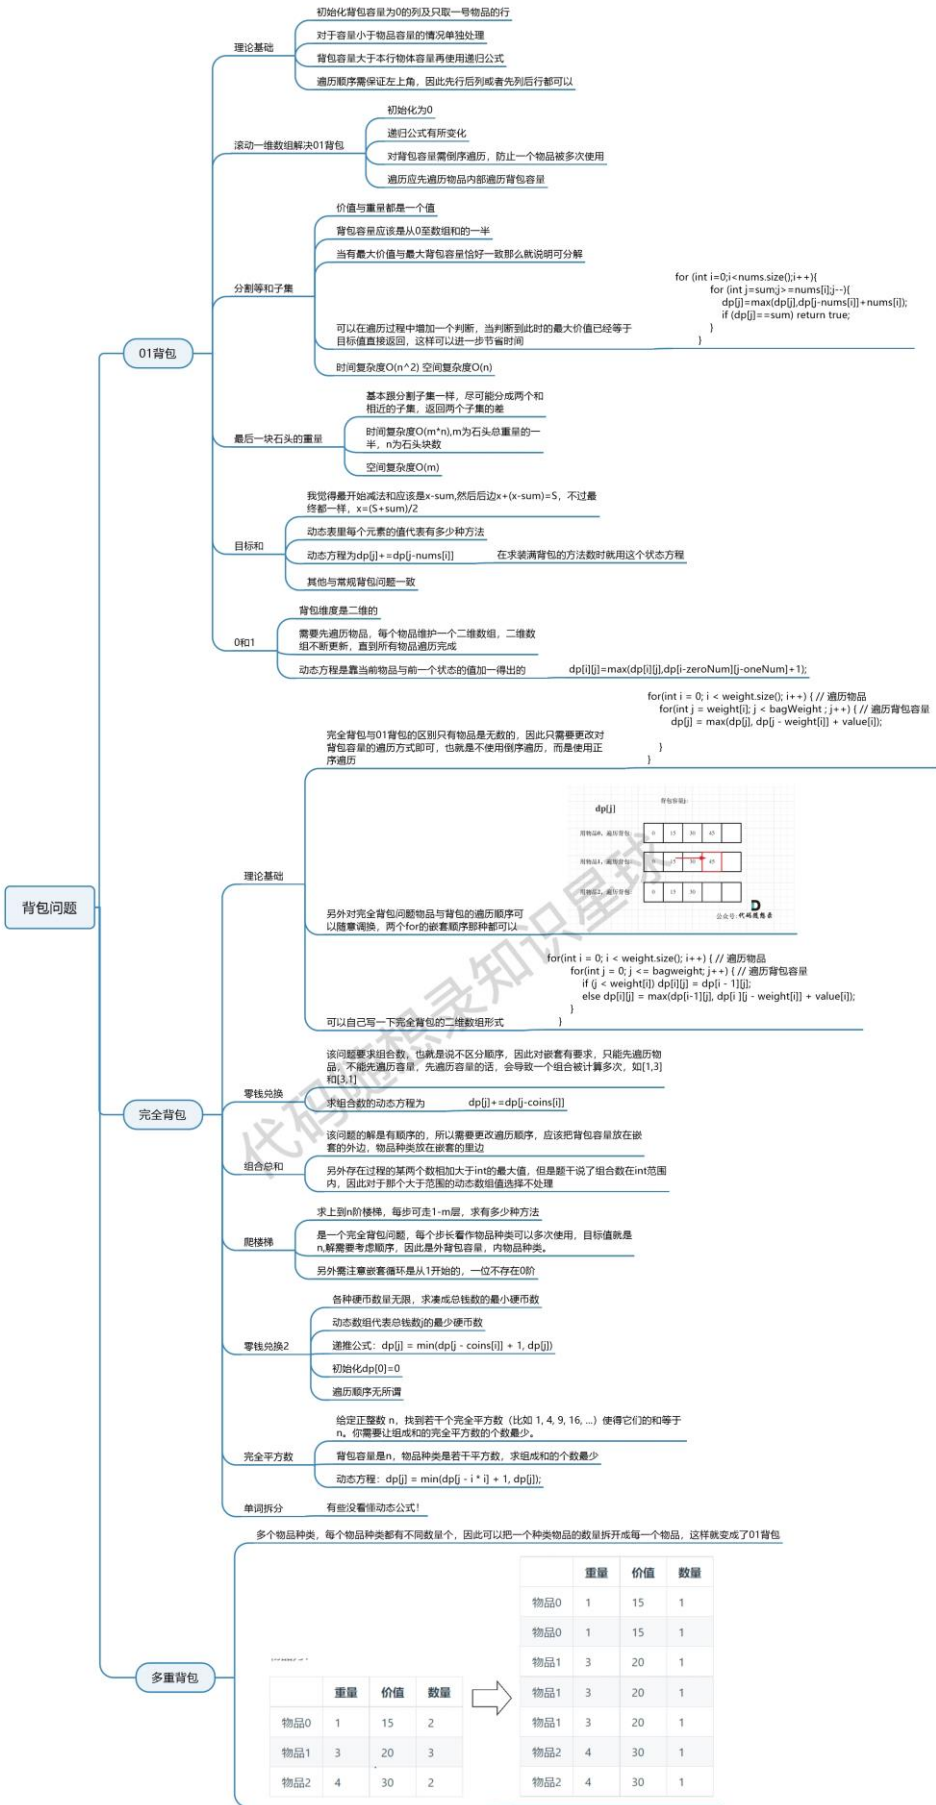 背包问题
01背包
理论基础
初始化背包容量为0的列及只取一号物品的行
对于容量小于物品容量的情况单独处理
背包容量大于本行物体容量再使用递归公式
遍历顺序需保证左上角，因此先行后列或者先列后行都可以
滚动一维数组解决01背包
初始化为0
递归公式有所变化
对背包容量需倒序遍历，防止一个物品被多次使用
遍历应先遍历物品内部遍历背包容量
分割等和子集
价值与重量都是一个值
背包容量应该是从0至数组和的一半
当有最大价值与最大背包容量恰好一致那么就说明可分解
可以在遍历过程中增加一个判断，当判断到此时的最大价值已经等于
目标值直接返回，这样可以进一步节省时间
for (int i=0;i<nums.size();i++){
for (int j=sum;j>=nums[i];j--){
dp[j]=max(dp[j],dp[j-nums[i]]+nums[i]);
if (dp[j]==sum) return true;
}
}
时间复杂度O(n^2) 空间复杂度O(n)
最后一块石头的重量
基本跟分割子集一样，尽可能分成两个和
相近的子集，返回两个子集的差
时间复杂度O(m*n),m为石头总重量的一
半，n为石头块数
空间复杂度O(m)
目标和
我觉得最开始减法和应该是x-sum,然后后边x+(x-sum)=S，不过最
终都一样，x=(S+sum)/2
动态表里每个元素的值代表有多少种方法
动态方程为dp[j]+=dp[j-nums[i]]
在求装满背包的方法数时就用这个状态方程
其他与常规背包问题一致
0和1
背包维度是二维的
需要先遍历物品，每个物品维护一个二维数组，二维数
组不断更新，直到所有物品遍历完成
动态方程是靠当前物品与前一个状态的值加一得出的
dp[i][j]=max(dp[i][j],dp[i-zeroNum][j-oneNum]+1);
完全背包
理论基础
完全背包与01背包的区别只有物品是无数的，因此只需要更改对
背包容量的遍历方式即可，也就是不使用倒序遍历，而是使用正
序遍历
for(int i = 0; i < weight.size(); i++) { // 遍历物品
for(int j = weight[i]; j < bagWeight ; j++) { // 遍历背包容量
dp[j] = max(dp[j], dp[j - weight[i]] + value[i]);
}
}
另外对完全背包问题物品与背包的遍历顺序可
以随意调换，两个for的嵌套顺序那种都可以
背包容量j:
dp[j]
用物品0，遍历背包: 0 15 30 45
用物品1，遍历背包: 0 15 30 45
用物品2，遍历背包: 0 15 30
公众号: 代码随想录
可以自己写一下完全背包的二维数组形式
for(int i = 0; i < weight.size(); i++) { // 遍历物品
for(int j = 0; j <= bagweight; j++) { // 遍历背包容量
if (j < weight[i]) dp[i][j] = dp[i - 1][j];
else dp[i][j] = max(dp[i-1][j], dp[i ][j - weight[i]] + value[i]);
}
}
零钱兑换
该问题要求组合数，也就是说不区分顺序，因此对嵌套有要求，只能先遍历物
品，不能先遍历容量，先遍历容量的话，会导致一个组合被计算多次，如[1,3]
和[3,1]
求组合数的动态方程为
dp[j]+=dp[j-coins[i]]
组合总和
该问题的解是有顺序的，所以需要更改遍历顺序，应该把背包容量放在嵌
套的外边，物品种类放在嵌套的里边
另外存在过程的某两个数相加大于int的最大值，但是题干说了组合数在int范围
内，因此对于那个大于范围的动态数组值选择不处理
爬楼梯
求上到n阶楼梯，每步可走1-m层，求有多少种方法
是一个完全背包问题，每个步长看作物品种类可以多次使用，目标值就是
n,解需要考虑顺序，因此是外背包容量，内物品种类。
另外需注意嵌套循环是从1开始的，一位不存在0阶
零钱兑换2
各种硬币数量无限，求凑成总钱数的最小硬币数
动态数组代表总钱数j的最少硬币数
递推公式：dp[j] = min(dp[j - coins[i]] + 1, dp[j])
初始化dp[0]=0
遍历顺序无所谓
完全平方数
给定正整数 n，找到若干个完全平方数（比如 1, 4, 9, 16, ...）使得它们的和等于
n。你需要让组成和的完全平方数的个数最少。
背包容量是n，物品种类是若干平方数，求组成和的个数最少
动态方程：dp[j] = min(dp[j - i * i] + 1, dp[j]);
单词拆分
有些没看懂动态公式！
多重背包
多个物品种类，每个物品种类都有不同数量个，因此可以把一个种类物品的数量拆开成每一个物品，这样就变成了01背包
重量 价值 数量
物品0 1 15 2
物品1 3 20 3
物品2 4 30 2
重量 价值 数量
物品0 1 15 1
物品0 1 15 1
物品1 3 20 1
物品1 3 20 1
物品1 3 20 1
物品2 4 30 1
物品2 4 30 1
代码随想录知识星球